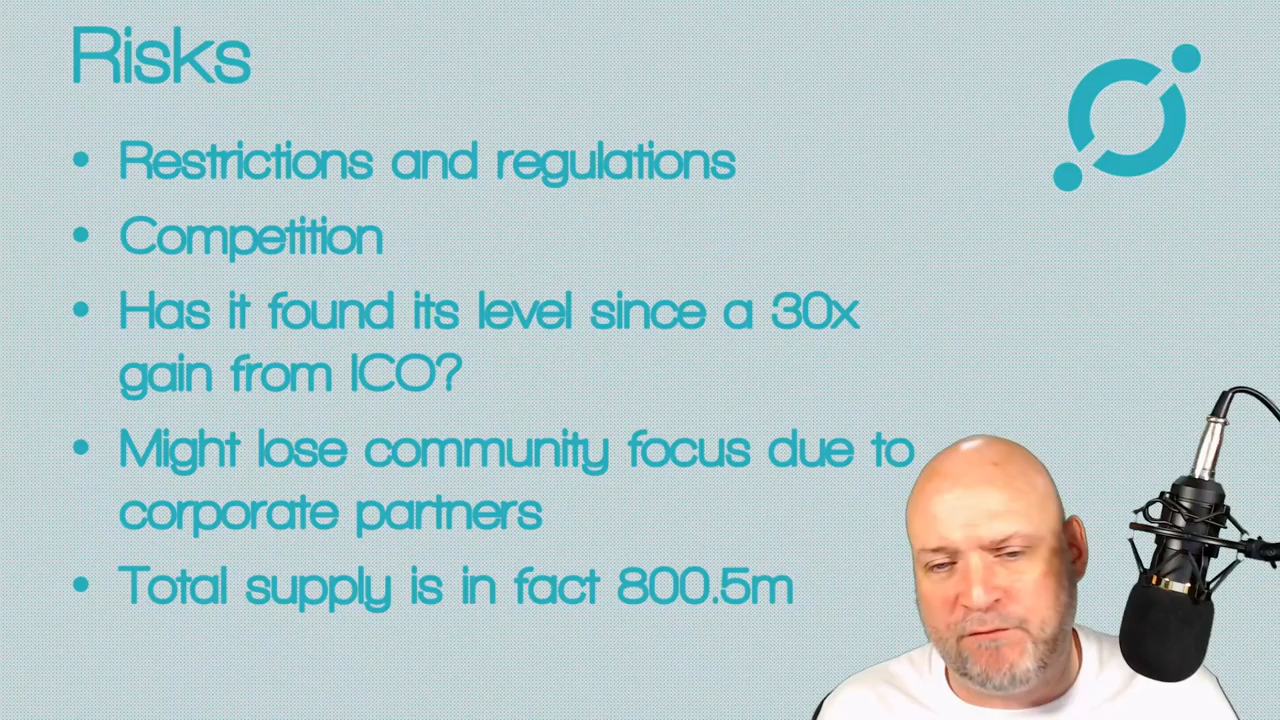 Risks
• Restrictions and regulations
• Competition
• Has it found its level since a 30x
gain from ICO?
• Might lose community focus due to
corporate partners
• Total supply is in fact 800.5m